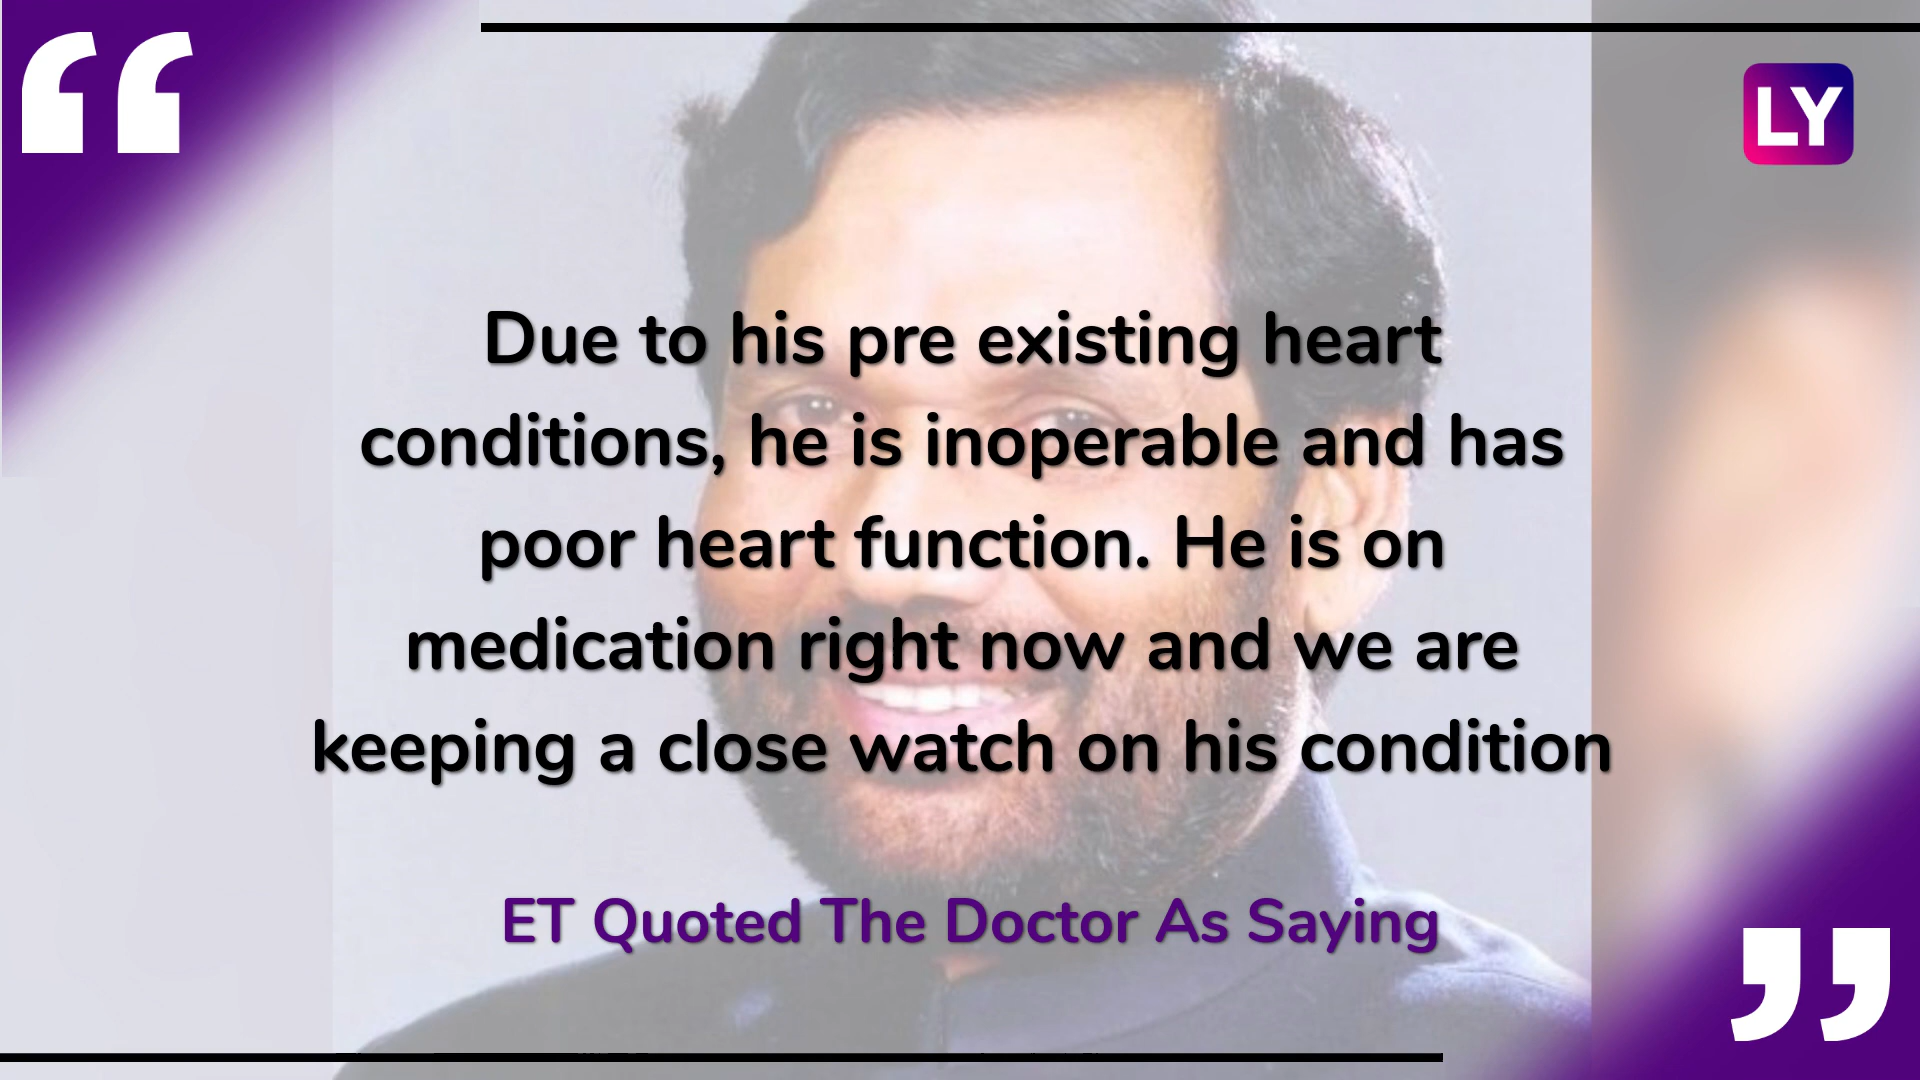 LY
Due to his pre existing heart
conditions, he is inoperable and has
poor heart function. He is on
medication right now and we are
keeping a close watch on his condition
ET Quoted The Doctor As Saying